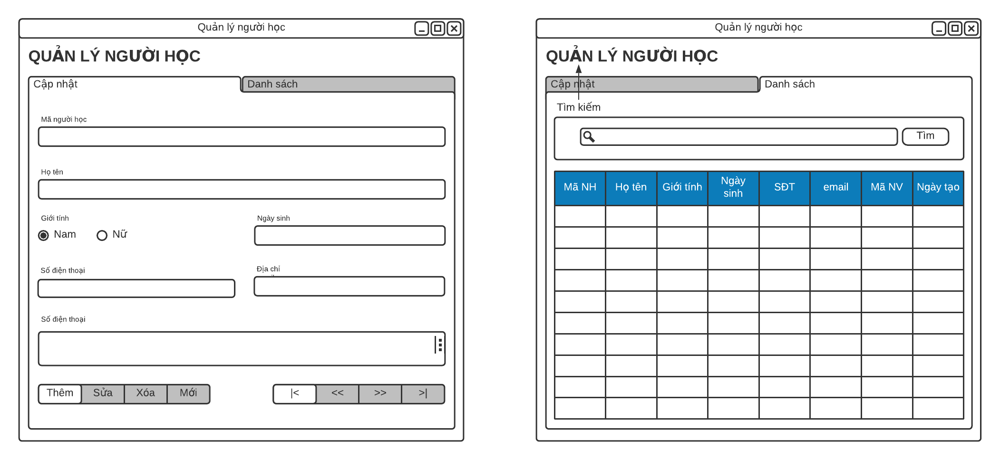 Quản lý người học
QUẢN LÝ NGƯỜI HỌC
Cập nhật
Danh sách
Mã người học
Họ tên
Giới tính
Nam
Nữ
Ngày sinh
Số điện thoại
Địa chỉ
Số điện thoại
Thêm
Sửa
Xóa
Mới
|<
<<
>>
>|
Quản lý người học
QUẢN LÝ NGƯỜI HỌC
Cập nhật
Danh sách
Tìm kiếm
Tìm
Mã NH
Họ tên
Giới tính
Ngày
sinh
SĐT
email
Mã NV
Ngày tạo